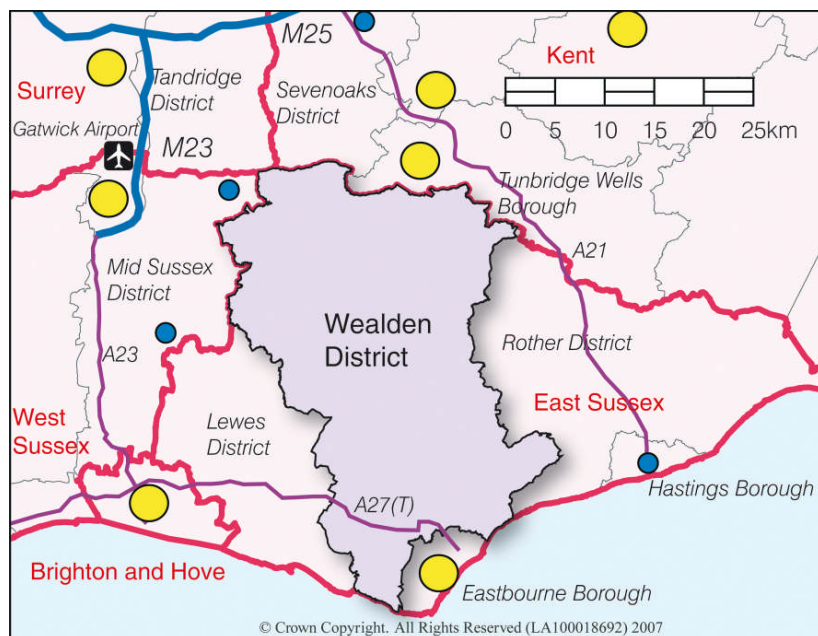 M25
Kent
Surrey
Tandridge
District
Sevenoaks
District
0 5 10 15 20 25km
Gatwick Airport
M23
Tunbridge Wells
Borough
A21
Mid Sussex
District
Wealden
District
Rother District
A23
West
Sussex
Lewes
District
East Sussex
Hastings Borough
A27(T)
Brighton and Hove
Eastbourne Borough
© Crown Copyright. All Rights Reserved (LA100018692) 2007